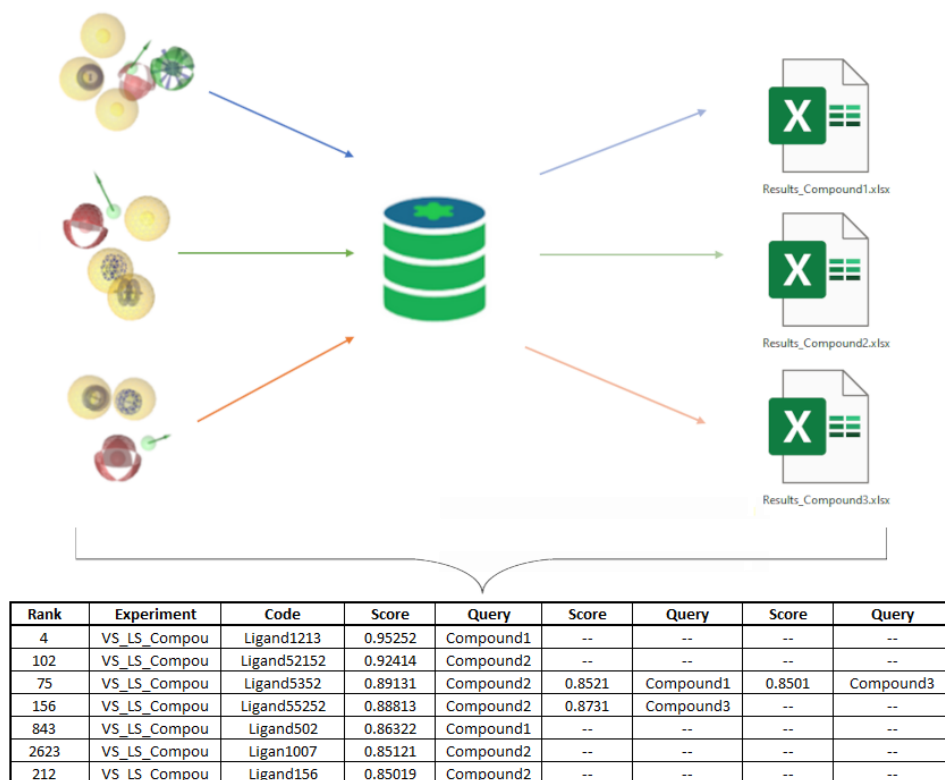 Results_Compound1.xlsx
Results_Compound2.xlsx
Results_Compound3.xlsx
Rank Experiment Code Score Query Score Query Score Query
4 VS_LS_Compou Ligand1213 0.95252 Compound1 -- -- -- --
102 VS_LS_Compou Ligand52152 0.92414 Compound2 -- -- -- --
75 VS_LS_Compou Ligand5352 0.89131 Compound2 0.8521 Compound1 0.8501 Compound3
156 VS_LS_Compou Ligand55252 0.88813 Compound2 0.8731 Compound3 -- --
843 VS_LS_Compou Ligand502 0.86322 Compound1 -- -- -- --
2623 VS_LS_Compou Ligan1007 0.85121 Compound2 -- -- -- --
212 VS_LS_Compou Ligand156 0.85019 Compound2 -- -- -- --